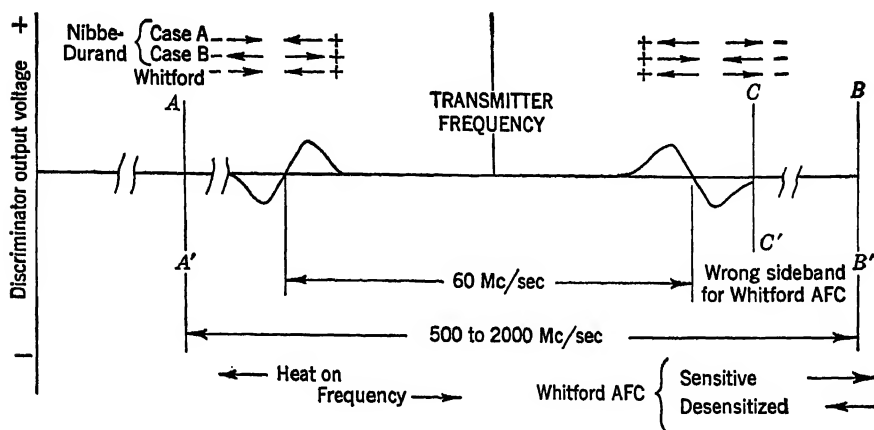 +
Discriminator output voltage
−
Nibbe-
Durand
{ Case A − → ← +
Case B − ← → +
Whitford − → ← +
+ ← → −
+ → ← −
+ ← → −
TRANSMITTER
FREQUENCY
A
A'
C
C'
B
B'
60 Mc/sec
Wrong sideband
for Whitford AFC
500 to 2000 Mc/sec
← Heat on
Frequency →
Whitford AFC { Sensitive →
Desensitized ←